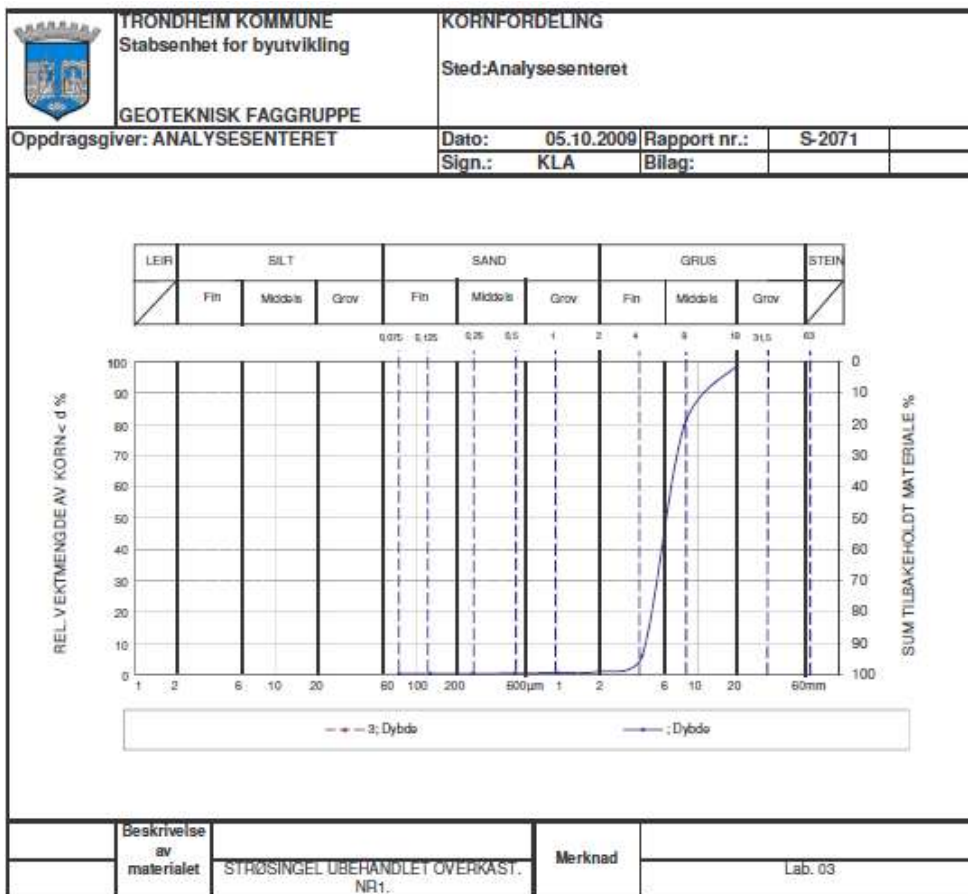 TRONDHEIM KOMMUNE
Stabsenhet for byutvikling
GEOTEKNISK FAGGRUPPE
KORNFORDELING
Sted:Analysesenteret
Oppdragsgiver: ANALYSESENTERET
Dato: 05.10.2009 Rapport nr.: S-2071
Sign.: KLA Bilag:
LEIR SILT SAND GRUS STEIN
Fin Middels Grov Fin Middels Grov Fin Middels Grov
0,075 0,125 0,25 0,5 1 2 4 8 19 31,5 63
REL. VEKTMENGDE AV KORN < d %
100
90
80
70
60
50
40
30
20
10
0
0
10
20
30
40
50
60
70
80
90
100
SUM TILBAKEHOLDT MATERIALE %
1 2 6 10 20 60 100 200 600µm 1 2 6 10 20 60mm
3; Dybde ; Dybde
Beskrivelse
av
materialet
STRØSINGEL UBEHANDLET OVERKAST.
NR1.
Merknad
Lab. 03